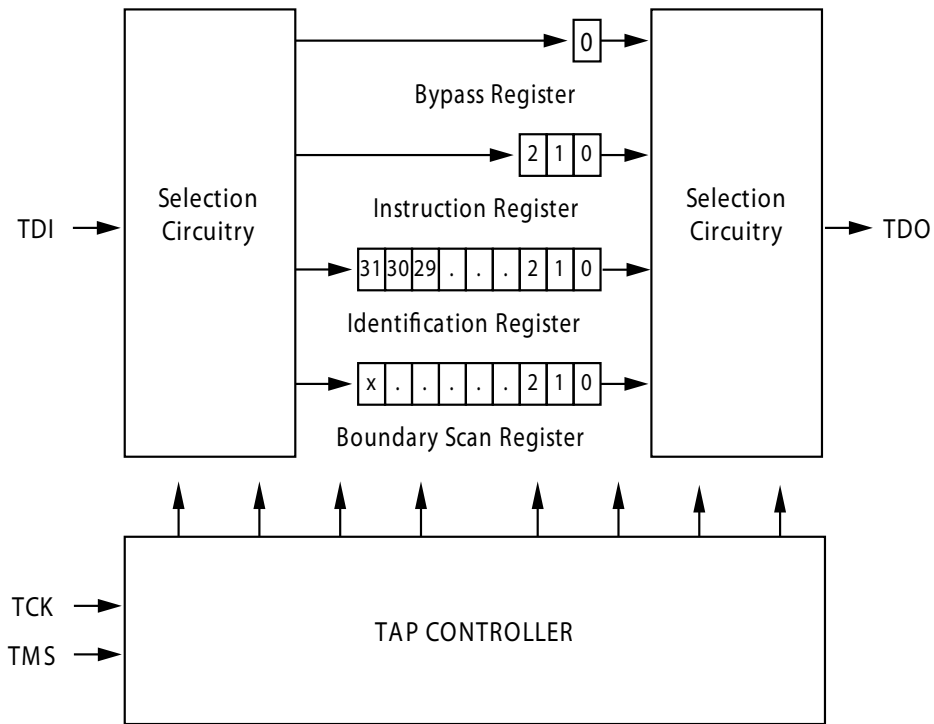 0
Bypass Register
2 1 0
Selection
Circuitry
Selection
Circuitry
Instruction Register
TDI
TDO
31 30 29 . . . 2 1 0
Identification Register
x . . . . . 2 1 0
Boundary Scan Register
TCK
TAP CONTROLLER
TMS